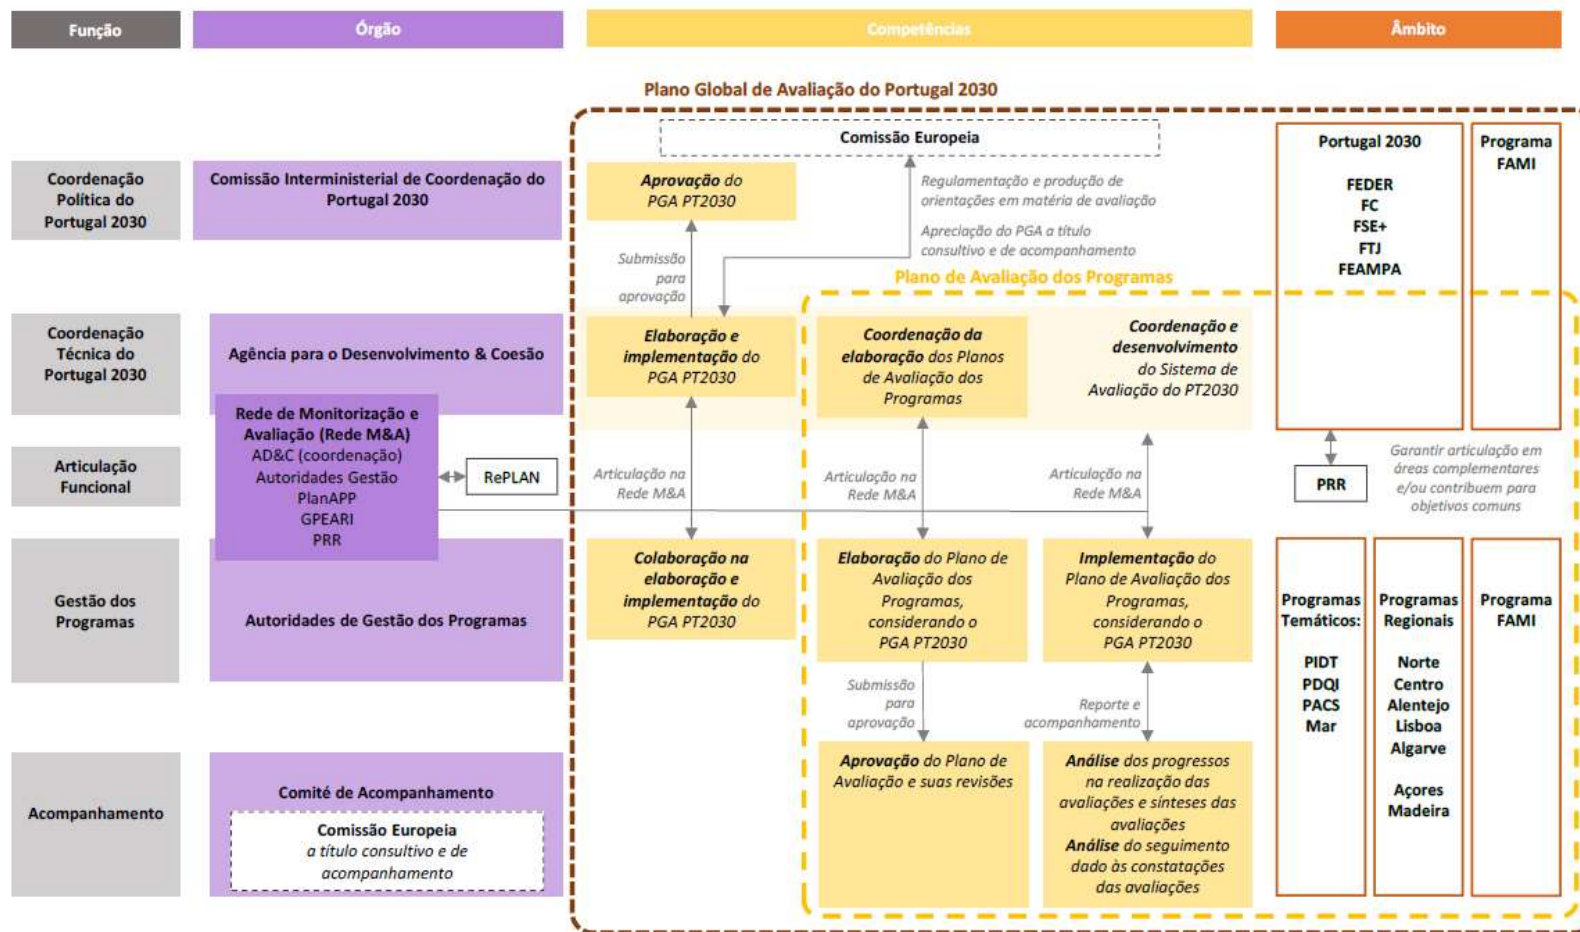 Função
Órgão
Competências
Âmbito
Plano Global de Avaliação do Portugal 2030
Comissão Europeia
Coordenação
Política do
Portugal 2030
Comissão Interministerial de Coordenação do
Portugal 2030
Aprovação do
PGA PT2030
Regulamentação e produção de
orientações em matéria de avaliação
Apreciação do PGA a título
consultivo e de acompanhamento
Submissão
para
aprovação
Portugal 2030
FEDER
FC
FSE+
FTJ
FEAMPA
Programa
FAMI
Plano de Avaliação dos Programas
Coordenação
Técnica do
Portugal 2030
Agência para o Desenvolvimento & Coesão
Elaboração e
implementação do
PGA PT2030
Coordenação da
elaboração dos Planos
de Avaliação dos
Programas
Coordenação e
desenvolvimento
do Sistema de
Avaliação do PT2030
Articulação
Funcional
Rede de Monitorização e
Avaliação (Rede M&A)
AD&C (coordenação)
Autoridades Gestão
PlanAPP
GPEARI
PRR
RePLAN
Articulação na
Rede M&A
Articulação na
Rede M&A
Articulação na
Rede M&A
PRR
Garantir articulação em
áreas complementares
e/ou contribuem para
objetivos comuns
Gestão dos
Programas
Autoridades de Gestão dos Programas
Colaboração na
elaboração e
implementação do
PGA PT2030
Elaboração do Plano de
Avaliação dos
Programas,
considerando o
PGA PT2030
Implementação do
Plano de Avaliação dos
Programas,
considerando o
PGA PT2030
Programas
Temáticos:
PIDT
PDQI
PACS
Mar
Programas
Regionais
Norte
Centro
Alentejo
Lisboa
Algarve
Açores
Madeira
Programa
FAMI
Submissão
para
aprovação
Reporte e
acompanhamento
Acompanhamento
Comité de Acompanhamento
Comissão Europeia
a título consultivo e de
acompanhamento
Aprovação do Plano de
Avaliação e suas revisões
Análise dos progressos
na realização das
avaliações e sínteses das
avaliações
Análise do seguimento
dado às constatações
das avaliações